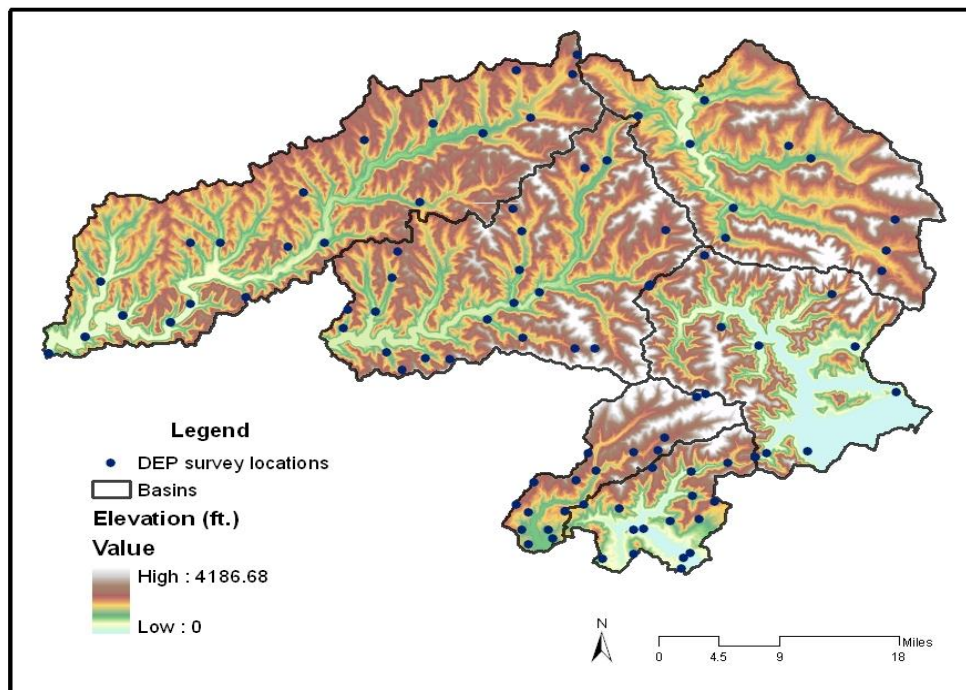 Legend
DEP survey locations
Basins
Elevation (ft.)
Value
High : 4186.68
Low : 0
N
Miles
0 4.5 9 18